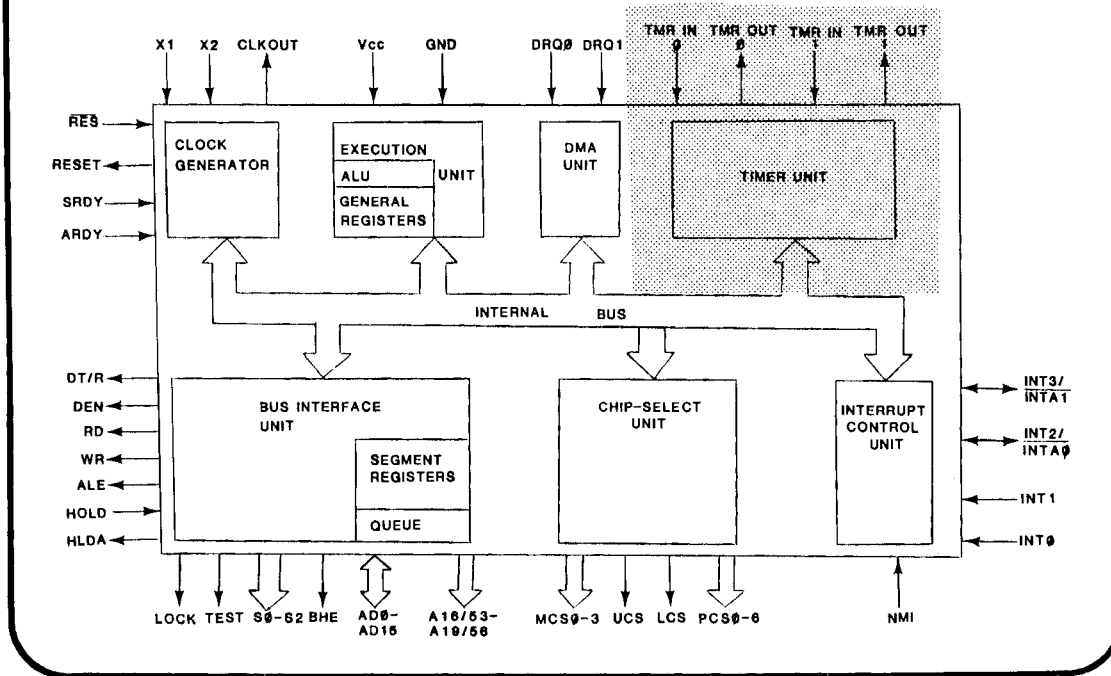 X1 X2 CLKOUT Vcc GND DRQ0 DRQ1 TMR IN 0 TMR OUT 0 TMR IN 1 TMR OUT 1
RES
RESET
SRDY
ARDY
CLOCK
GENERATOR
EXECUTION
UNIT
ALU
GENERAL
REGISTERS
DMA
UNIT
TIMER UNIT
INTERNAL BUS
DT/R
DEN
RD
WR
ALE
HOLD
HLDA
BUS INTERFACE
UNIT
SEGMENT
REGISTERS
QUEUE
CHIP-SELECT
UNIT
INTERRUPT
CONTROL
UNIT
INT3/
INTA1
INT2/
INTA0
INT1
INT0
LOCK TEST S0-S2 BHE AD0-
AD15
A16/S3-
A19/S6
MCS0-3 UCS LCS PCS0-6 NMI